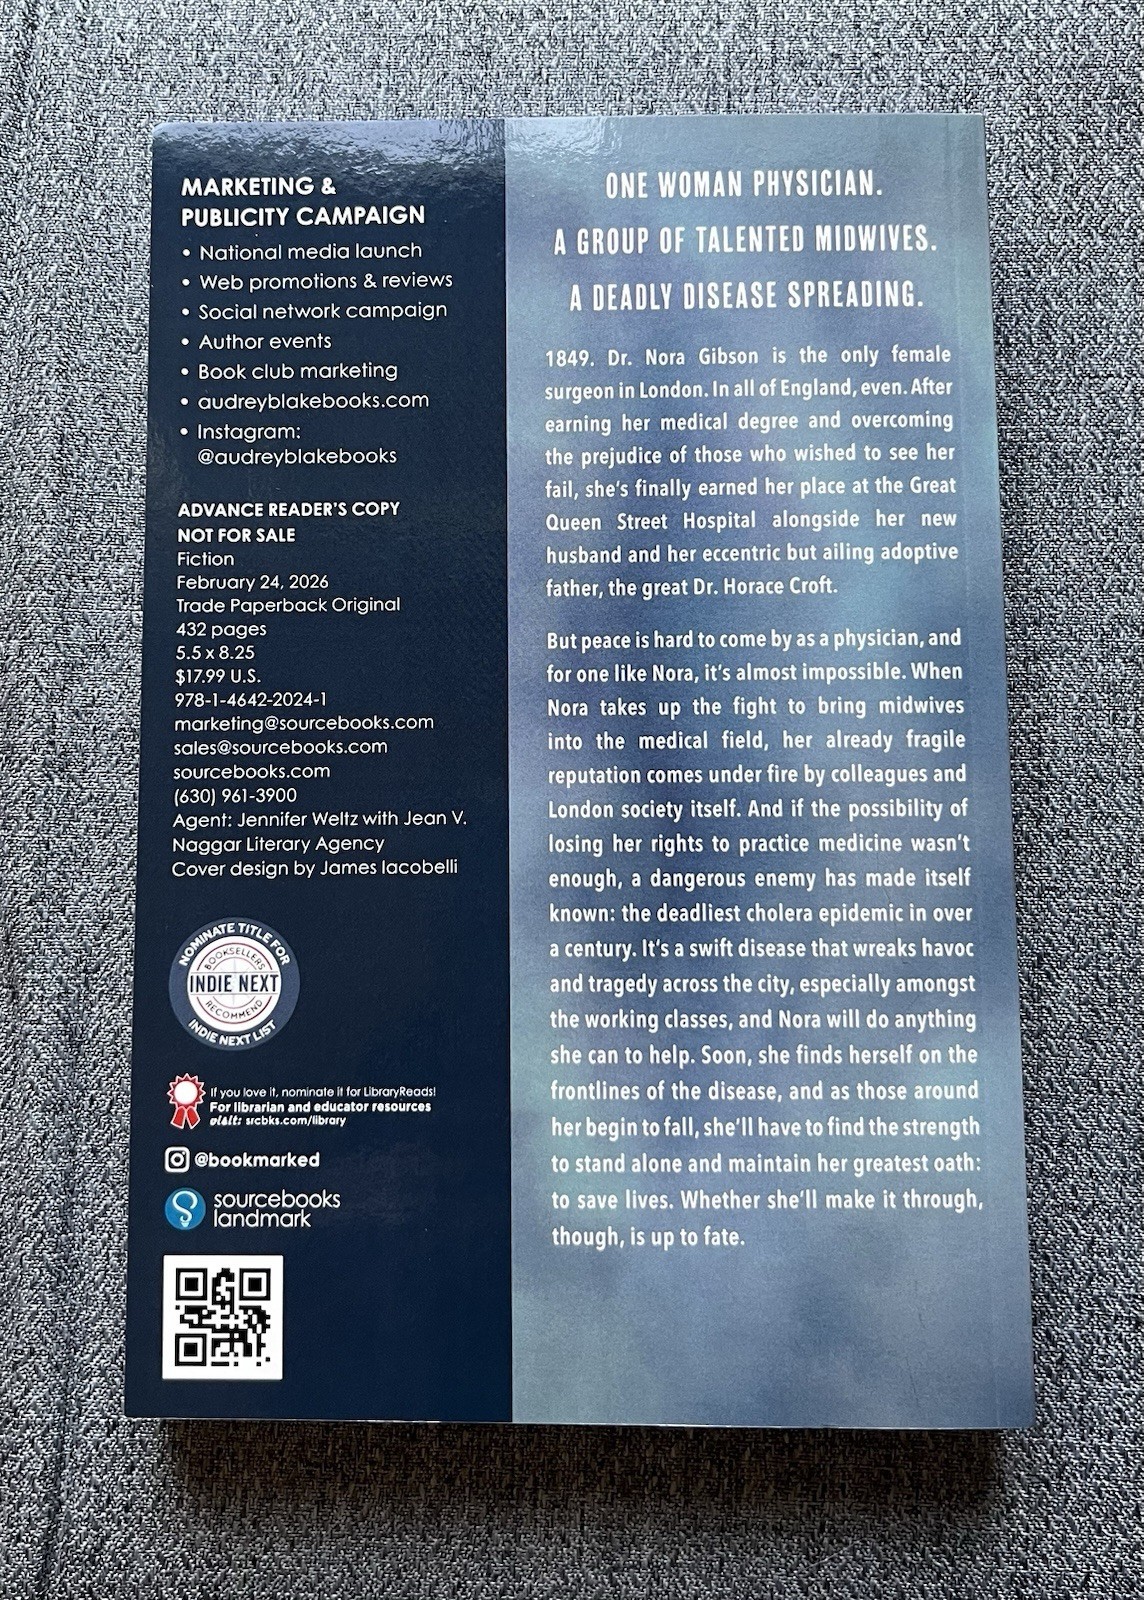 MARKETING &
PUBLICITY CAMPAIGN
• National media launch
• Web promotions & reviews
• Social network campaign
• Author events
• Book club marketing
• audreyblakebooks.com
• Instagram:
@audreyblakebooks
ADVANCE READER'S COPY
NOT FOR SALE
Fiction
February 24, 2026
Trade Paperback Original
432 pages
5.5 x 8.25
$17.99 U.S.
978-1-4642-2024-1
marketing@sourcebooks.com
sales@sourcebooks.com
sourcebooks.com
(630) 961-3900
Agent: Jennifer Weltz with Jean V.
Naggar Literary Agency
Cover design by James Iacobelli
NOMINATE TITLE FOR
BOOKSELLERS
INDIE NEXT
RECOMMEND
INDIE NEXT LIST
If you love it, nominate it for LibraryReads!
For librarian and educator resources
visit: srcbks.com/library
@bookmarked
sourcebooks
landmark
ONE WOMAN PHYSICIAN.
A GROUP OF TALENTED MIDWIVES.
A DEADLY DISEASE SPREADING.
1849. Dr. Nora Gibson is the only female
surgeon in London. In all of England, even. After
earning her medical degree and overcoming
the prejudice of those who wished to see her
fail, she's finally earned her place at the Great
Queen Street Hospital alongside her new
husband and her eccentric but ailing adoptive
father, the great Dr. Horace Croft.
But peace is hard to come by as a physician, and
for one like Nora, it's almost impossible. When
Nora takes up the fight to bring midwives
into the medical field, her already fragile
reputation comes under fire by colleagues and
London society itself. And if the possibility of
losing her rights to practice medicine wasn't
enough, a dangerous enemy has made itself
known: the deadliest cholera epidemic in over
a century. It's a swift disease that wreaks havoc
and tragedy across the city, especially amongst
the working classes, and Nora will do anything
she can to help. Soon, she finds herself on the
frontlines of the disease, and as those around
her begin to fall, she'll have to find the strength
to stand alone and maintain her greatest oath:
to save lives. Whether she'll make it through,
though, is up to fate.